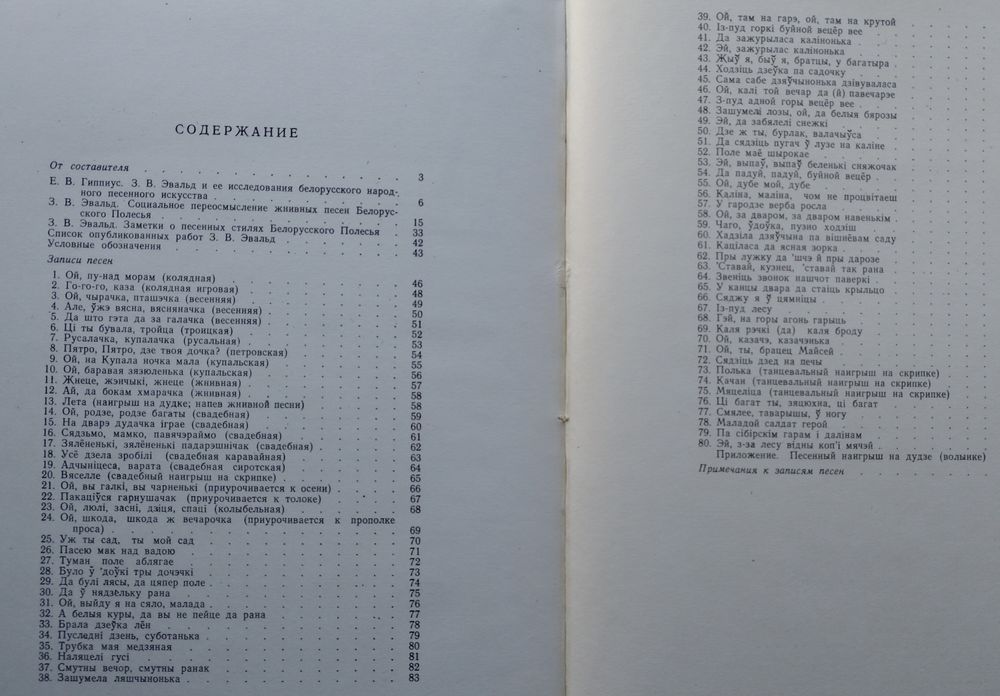 СОДЕРЖАНИЕ
От составителя 3
Е. В. Гиппиус. З. В. Эвальд и ее исследования белорусского народ-
ного песенного искусства 6
З. В. Эвальд. Социальное переосмысление жнивных песен Белорус-
ского Полесья 15
З. В. Эвальд. Заметки о песенных стилях Белорусского Полесья 33
Список опубликованных работ З. В. Эвальд 42
Условные обозначения 43
Записи песен
1. Ой, пу-над морам (колядная) 46
2. Го-го-го, каза (колядная игровая) 48
3. Ой, чырачка, пташэчка (весенняя) 49
4. Але, ўжэ вясна, вясняначка (весенняя) 50
5. Да што гэта да за галачка (весенняя) 51
6. Ці ты бувала, тройца (троицкая) 52
7. Русалачка, купалачка (русальная) 53
8. Пятро, Пятро, дзе твоя дочка? (петровская) 54
9. Ой, на Купала ночка мала (купальская) 55
10. Ой, баравая зязюленька (купальская) 56
11. Жнеце, жэнчыкі, жнеце (жнивная) 57
12. Ай, да бокам хмарачка (жнивная) 58
13. Лета (наигрыш на дудке; напев жнивной песни) 58
14. Ой, родзе, родзе багаты (свадебная) 59
15. На дварэ дудачка іграе (свадебная) 60
16. Сядзьмо, мамко, павячэраймо (свадебная) 61
17. Зялёненькі, зялёненькі падарэшнічак (свадебная) 62
18. Усё дзела зробілі (свадебная каравайная) 63
19. Адчыніцеса, варата (свадебная сиротская) 64
20. Вяселле (свадебный наигрыш на скрипке) 65
21. Ой, вы галкі, вы чарненькі (приурочивается к осени) 66
22. Пакаціўся гарнушачак (приурочивается к толоке) 67
23. Ой, люлі, засні, дзіця, спаці (колыбельная) 68
24. Ой, шкода, шкода ж вечарочка (приурочивается к прополке
проса) 69
25. Уж ты сад, ты мой сад 70
26. Пасею мак над вадою 71
27. Туман поле аблягае 72
28. Було ў 'доўкі тры дочэчкі 73
29. Да булі лясы, да цяпер поле 74
30. Да ў нядзельку рана 75
31. Ой, выйду я на сяло, малада 76
32. А белыя куры, да вы не пейце да рана 77
33. Брала дзеўка лён 78
34. Пуследні дзень, суботанька 79
35. Трубка мая медзяная 80
36. Наляцелі гусі 81
37. Смутны вечор, смутны ранак 82
38. Зашумела ляшчынонька 83
39. Ой, там на гарэ, ой, там на крутой
40. Із-пуд горкі буйной вецёр вее
41. Да зажурыласа калінонька
42. Эй, зажурылас калінонька
43. Жыў я, быў я, братцы, у багатыра
44. Ходзіць дзеўка па садочку
45. Сама сабе дзяўчынонька дзівуваласа
46. Ой, калі той вечар да (й) павечарэе
47. З-пуд адной горы вецёр вее
48. Зашумелі лозы, ой, да белыя бярозы
49. Эй, да забялелі снежкі
50. Дзе ж ты, бурлак, валачыўса
51. Да сядзіць пугач ў лузе на каліне
52. Поле маё шырокае
53. Эй, выпаў, выпаў беленькі сняжочак
54. Да падуй, падуй, буйной вецёр
55. Ой, дубе мой, дубе
56. Каліна, маліна, чом не процвітаеш
57. У гародзе верба росла
58. Ой, за дваром, за дваром навенькім
59. Чаго, ўдоўка, пузно ходзіш
60. Хадзіла дзяўчына па вішнёвам саду
61. Каціласа да ясная зорка
62. Пры лужку да 'шчэ й пры дарозе
63. 'Ставай, кузнец, 'ставай так рана
64. Звеніць звонок нашчот паверкі
65. У канцы двара да стаіць крыльцо
66. Сяджу я ў цямніцы
67. Із-пуд лесу
68. Гэй, на горы агонь гарыць
69. Каля рэчкі (да) каля броду
70. Ой, казачэ, казачэнька
71. Ой, ты, брацец Майсей
72. Сядзіць дзед на печы
73. Полька (танцевальный наигрыш на скрипке)
74. Качан (танцевальный наигрыш на скрипке)
75. Мяцеліца (танцевальный наигрыш на скрипке)
76. Ці багат ты, зяцюхна, ці багат
77. Смялее, таварышы, ў ногу
78. Маладой салдат герой
79. Па сібірскім гарам і далінам
80. Эй, з-за лесу відны коп'і мячэй
Приложение. Песенный наигрыш на дудзе (волынке)
Примечания к записям песен